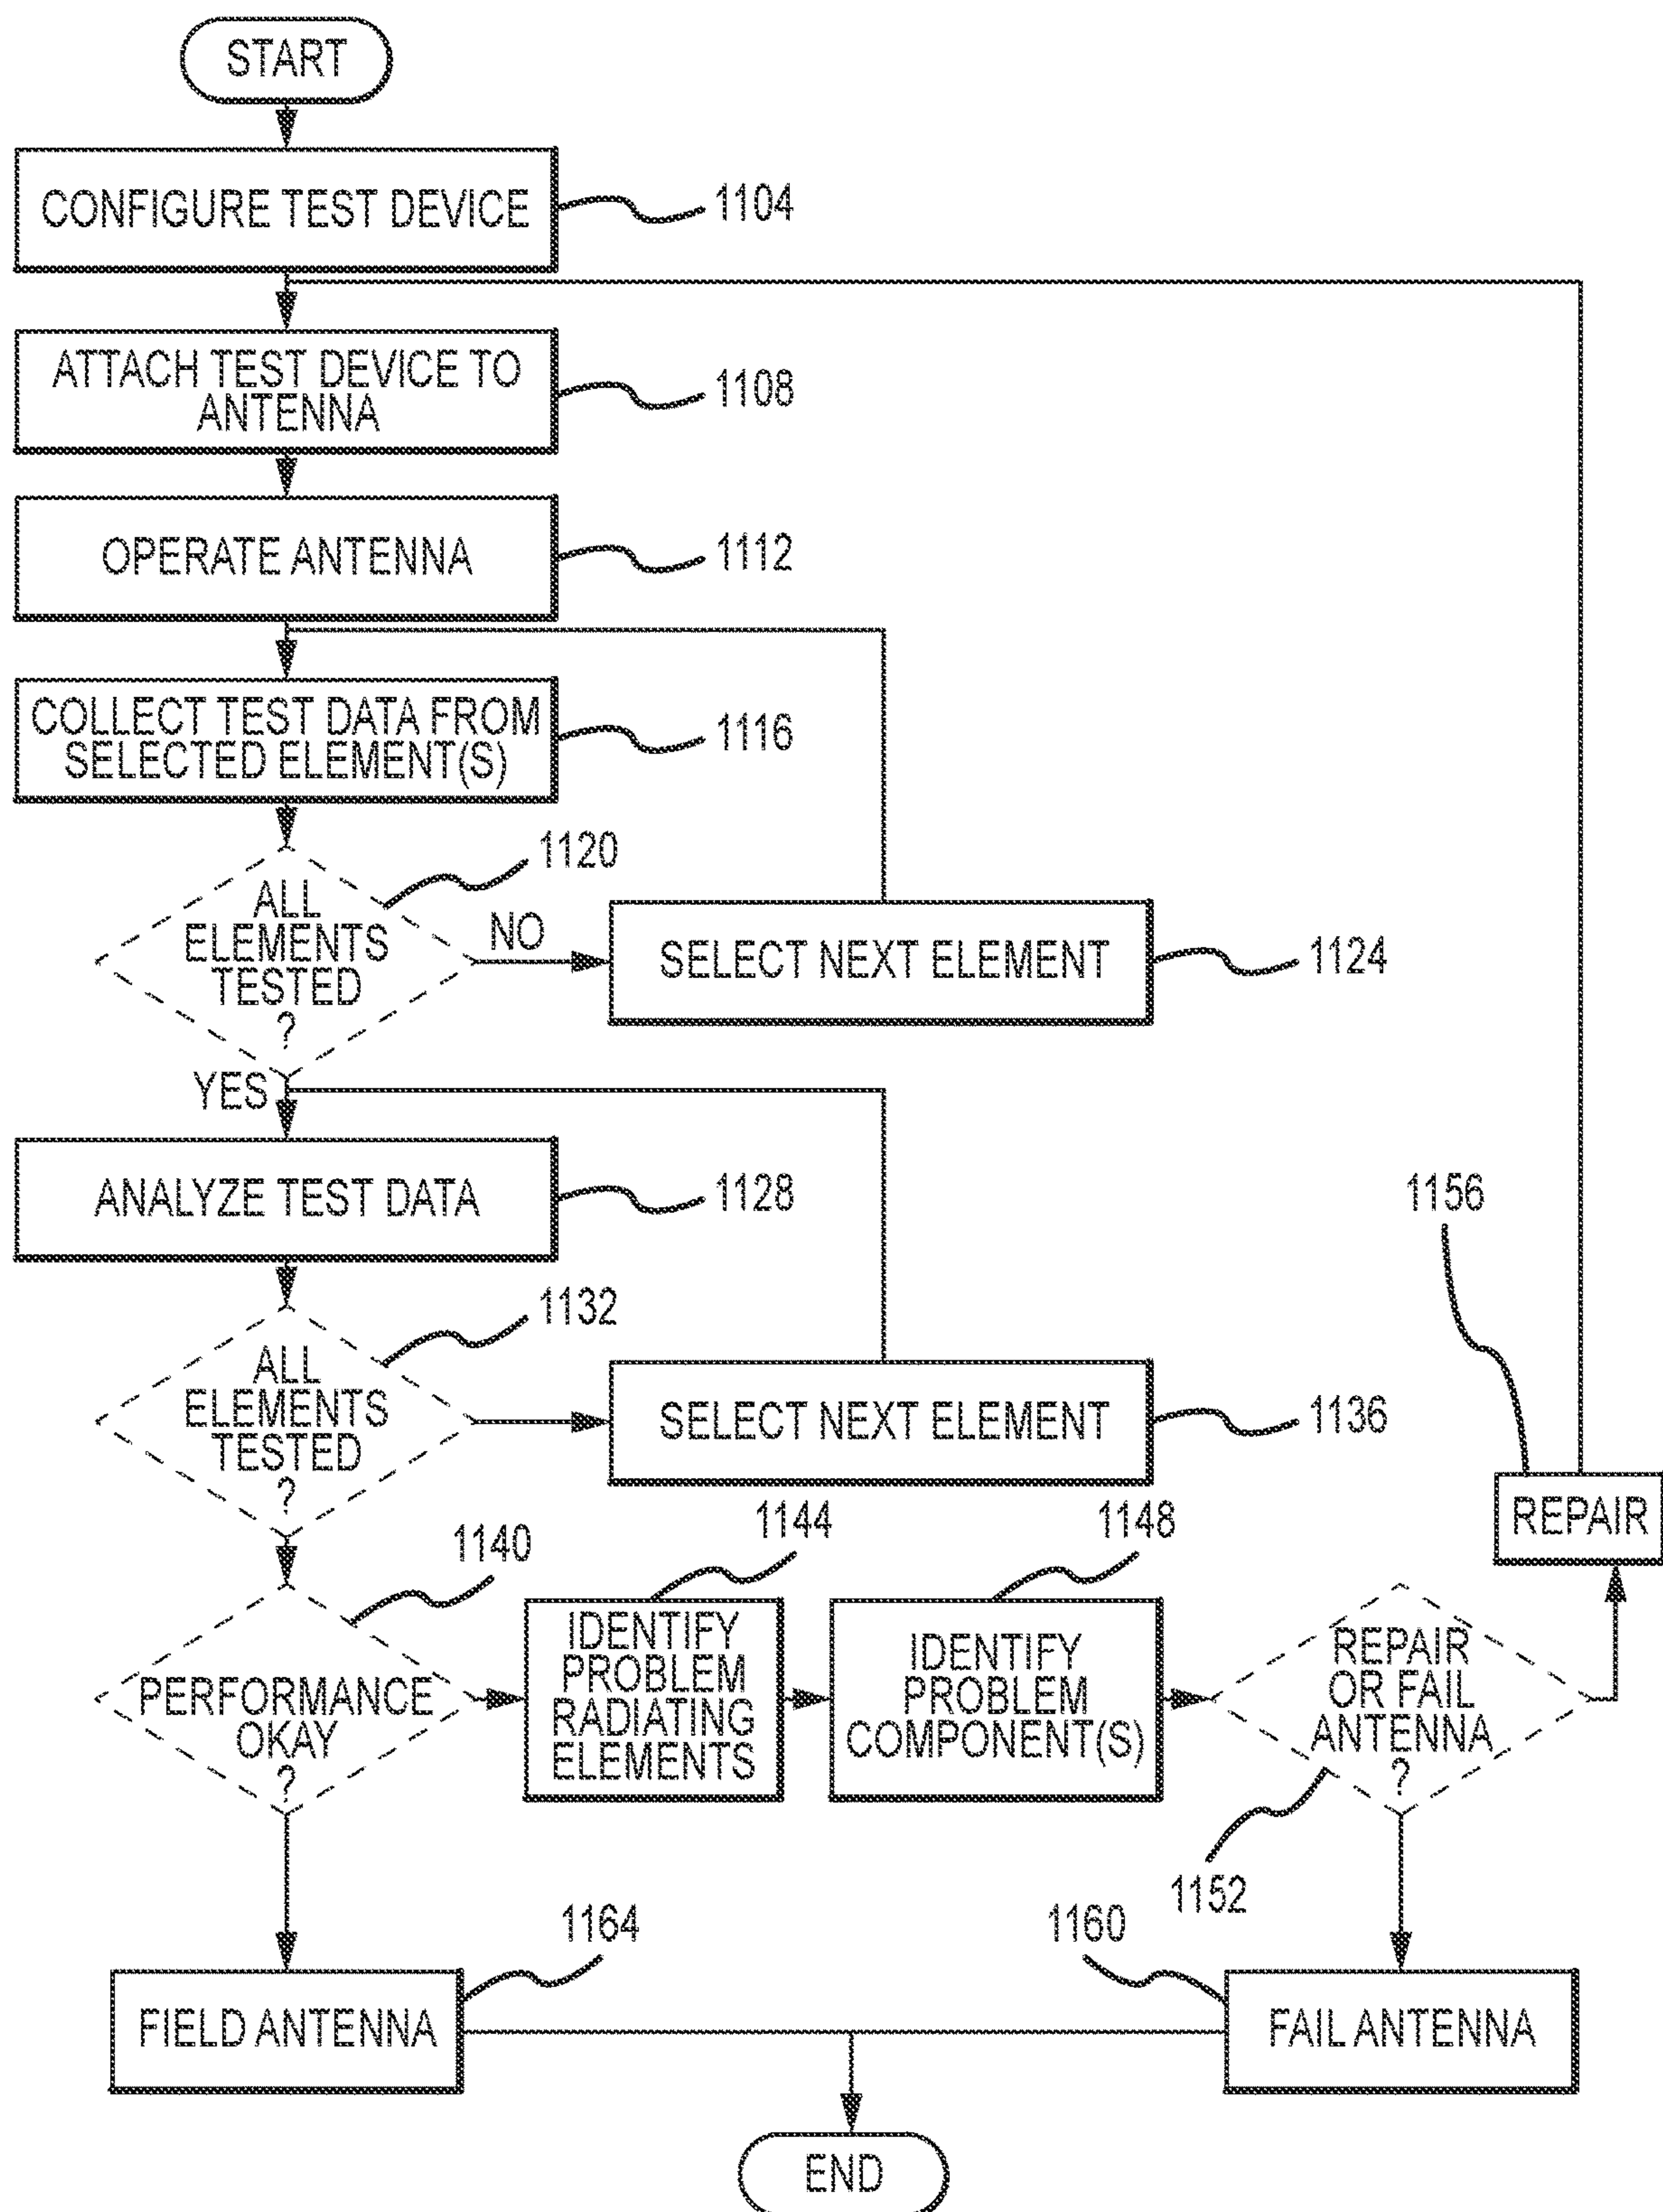 START
CONFIGURE TEST DEVICE
1104
ATTACH TEST DEVICE TO
ANTENNA
1108
OPERATE ANTENNA
1112
COLLECT TEST DATA FROM
SELECTED ELEMENT(S)
1116
1120
ALL
ELEMENTS
TESTED
?
NO
SELECT NEXT ELEMENT
1124
YES
ANALYZE TEST DATA
1128
1156
1132
ALL
ELEMENTS
TESTED
?
SELECT NEXT ELEMENT
1136
REPAIR
1140
1144
1148
PERFORMANCE
OKAY
?
IDENTIFY
PROBLEM
RADIATING
ELEMENTS
IDENTIFY
PROBLEM
COMPONENT(S)
REPAIR
OR FAIL
ANTENNA
?
1152
1164
1160
FIELD ANTENNA
FAIL ANTENNA
END